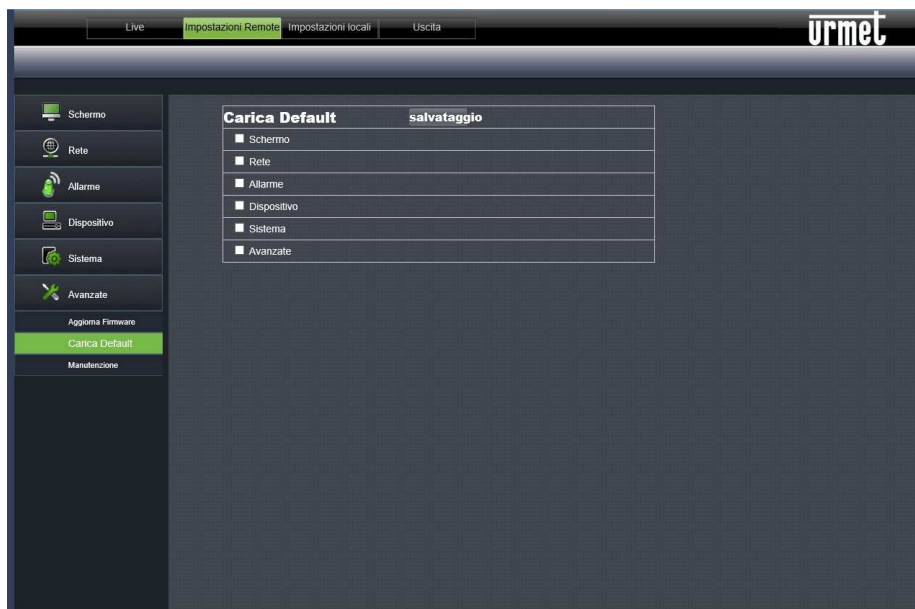 Live Impostazioni Remote Impostazioni locali Uscita
urmet
Schermo
Rete
Allarme
Dispositivo
Sistema
Avanzate
Aggiorna Firmware
Carica Default
Manutenzione
Carica Default salvataggio
Schermo
Rete
Allarme
Dispositivo
Sistema
Avanzate